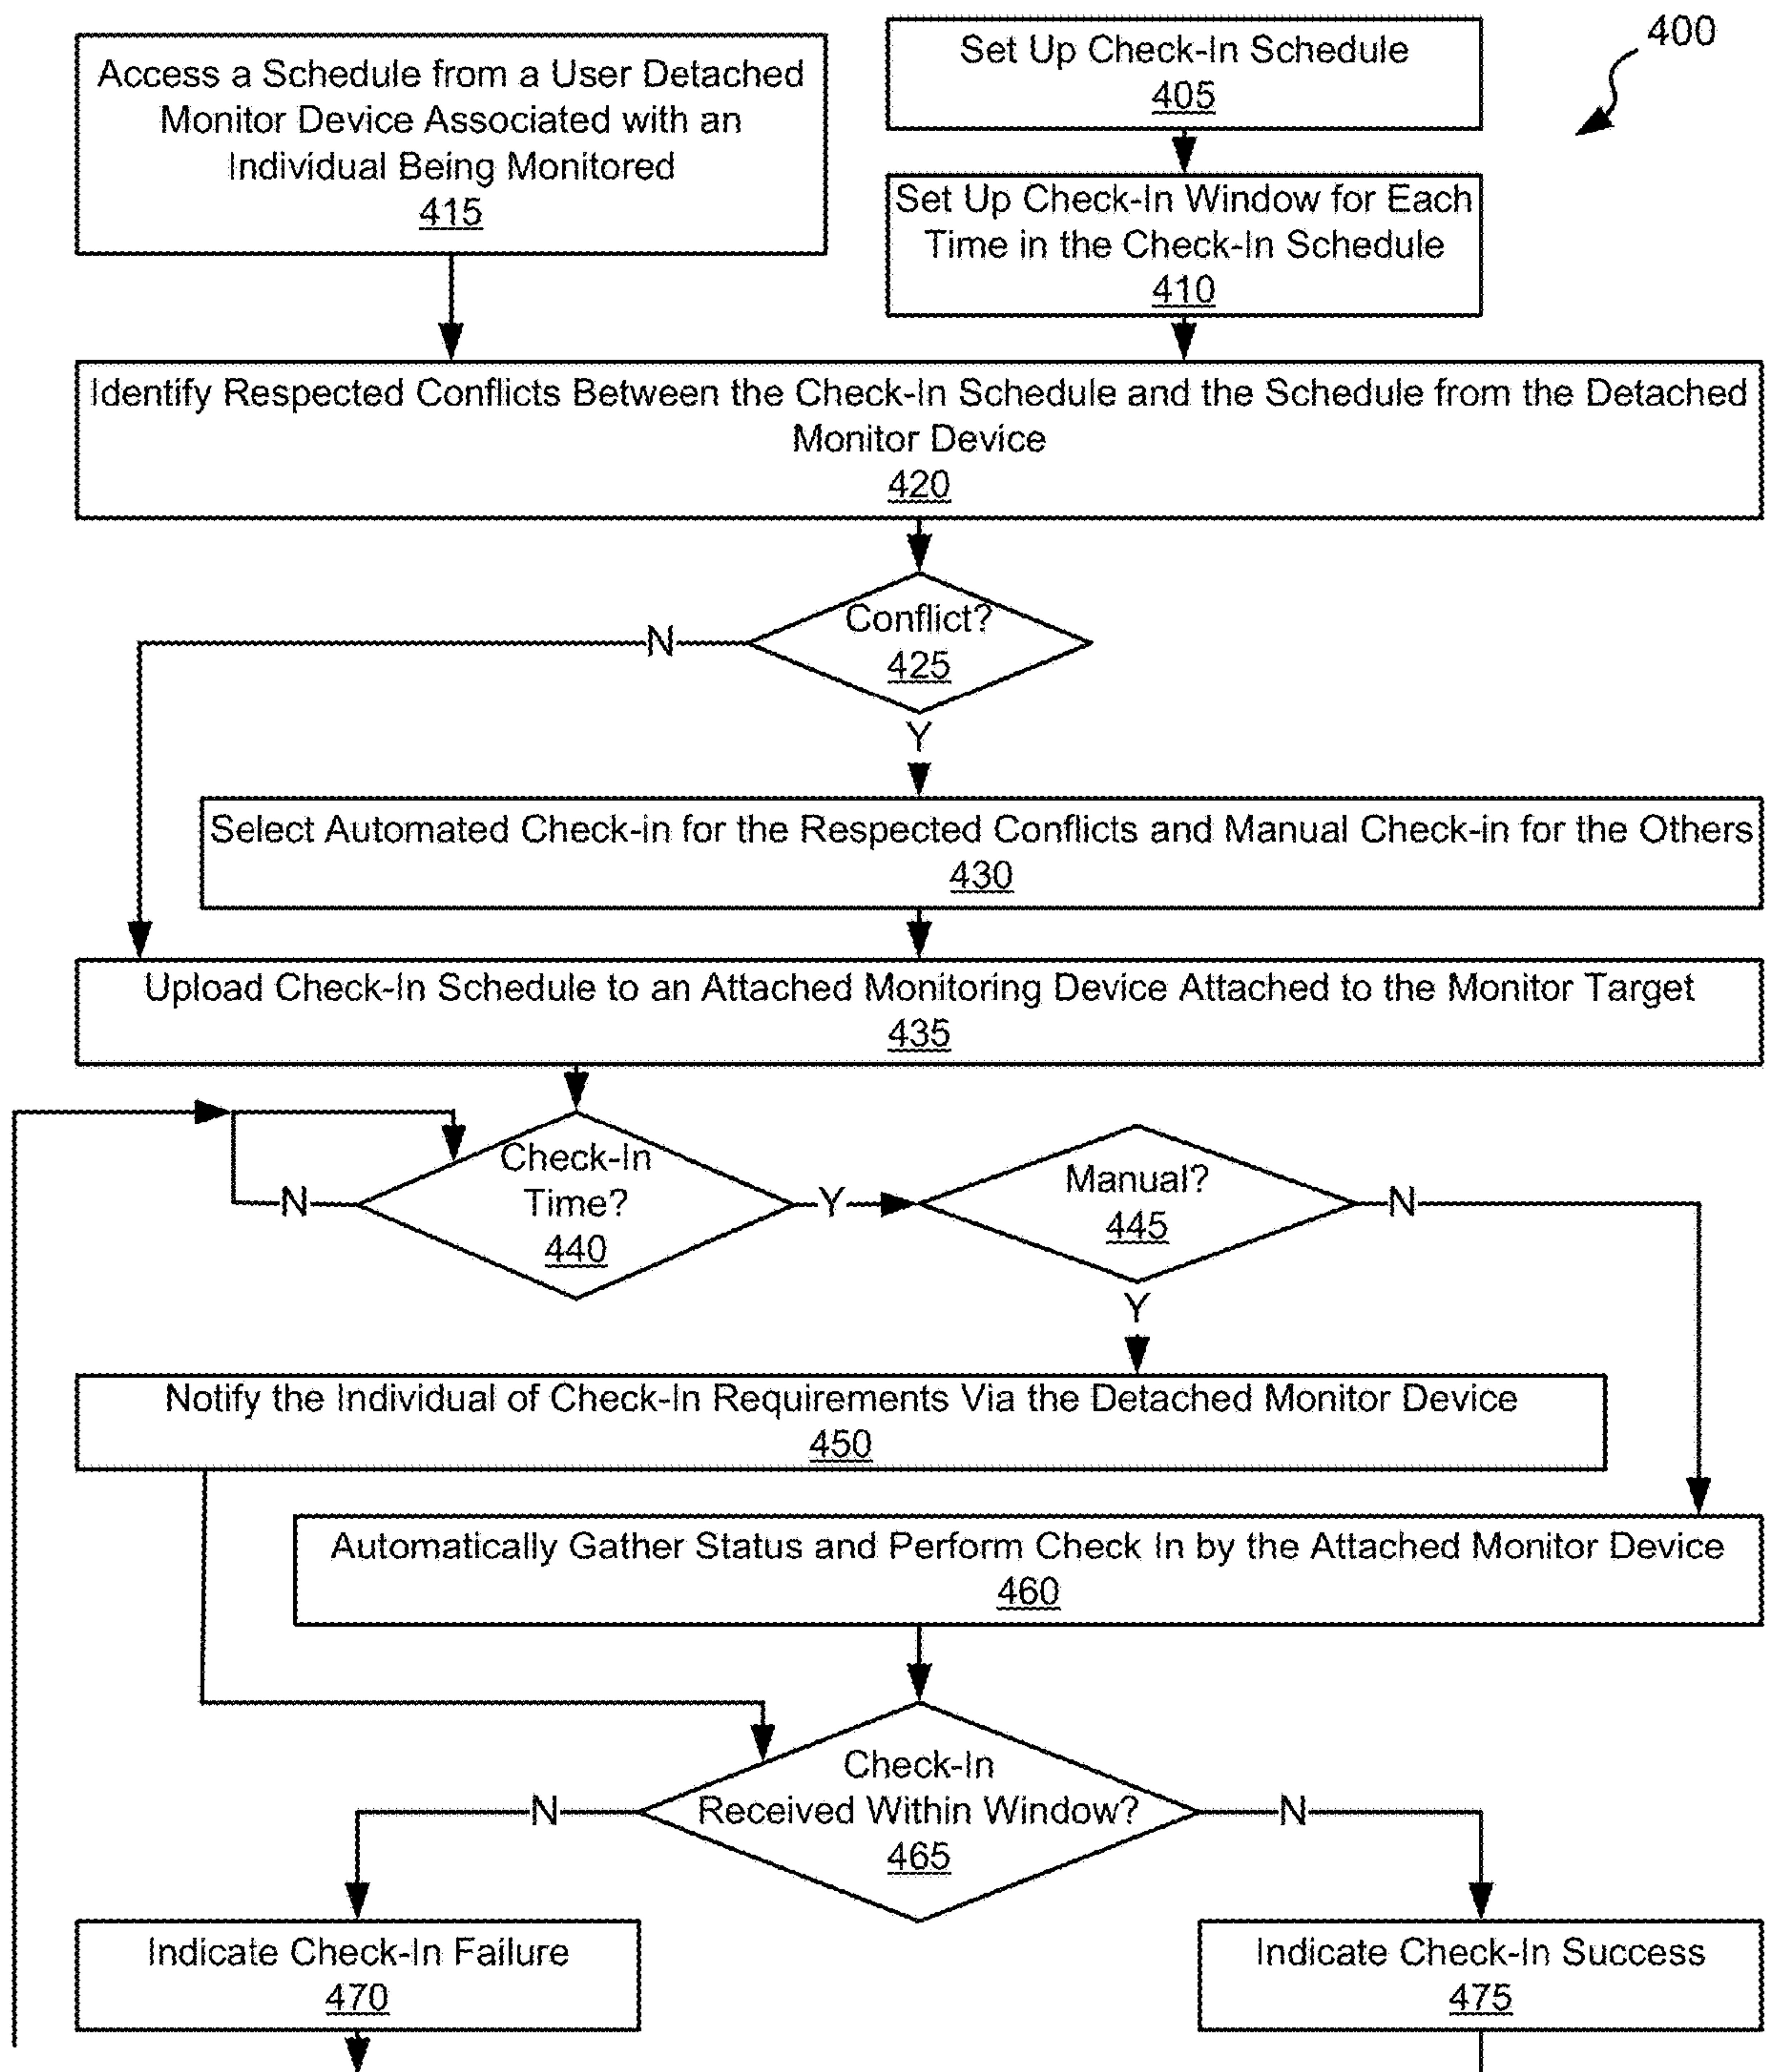 400
Access a Schedule from a User Detached
Monitor Device Associated with an
Individual Being Monitored
415
Set Up Check-In Schedule
405
Set Up Check-In Window for Each
Time in the Check-In Schedule
410
Identify Respected Conflicts Between the Check-In Schedule and the Schedule from the Detached
Monitor Device
420
Conflict?
425
N
Y
Select Automated Check-in for the Respected Conflicts and Manual Check-in for the Others
430
Upload Check-In Schedule to an Attached Monitoring Device Attached to the Monitor Target
435
Check-In
Time?
440
N
Y
Manual?
445
N
Y
Notify the Individual of Check-In Requirements Via the Detached Monitor Device
450
Automatically Gather Status and Perform Check In by the Attached Monitor Device
460
Check-In
Received Within Window?
465
N
N
Indicate Check-In Failure
470
Indicate Check-In Success
475